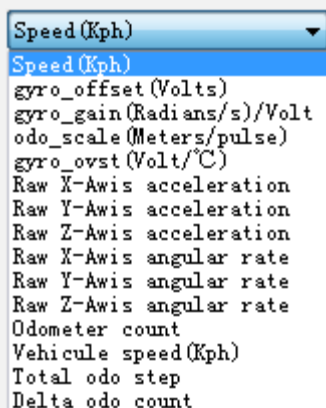 Speed(Kph)
Speed(Kph)
gyro_offset(Volts)
gyro_gain(Radians/s)/Volt
odo_scale(Meters/pulse)
gyro_ovst(Volt/℃)
Raw X-Awis acceleration
Raw Y-Awis acceleration
Raw Z-Awis acceleration
Raw X-Awis angular rate
Raw Y-Awis angular rate
Raw Z-Awis angular rate
Odometer count
Vehicule speed(Kph)
Total odo step
Delta odo count